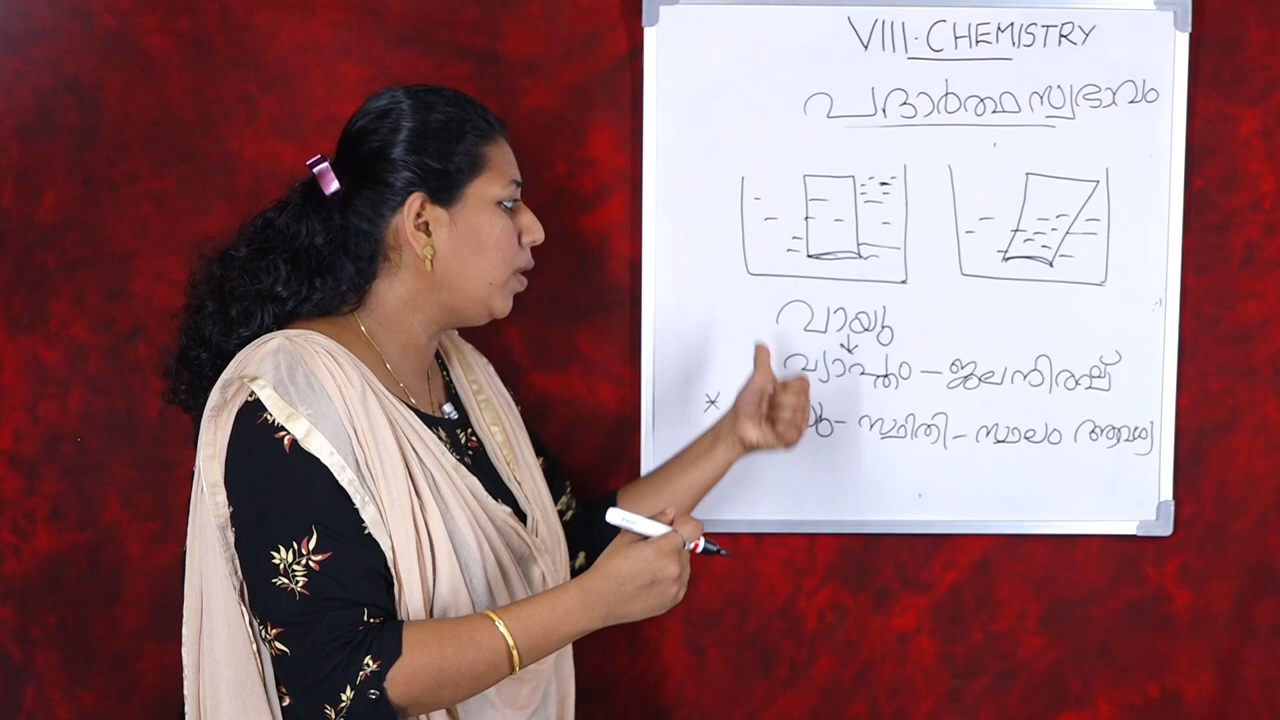 VIII. CHEMISTRY
പദാർത്ഥസ്വഭാവം
വായു
വ്യാപ്തം – ജലനിരപ്പ്
* – സ്ഥിതി – സ്ഥലം ആവശ്യ